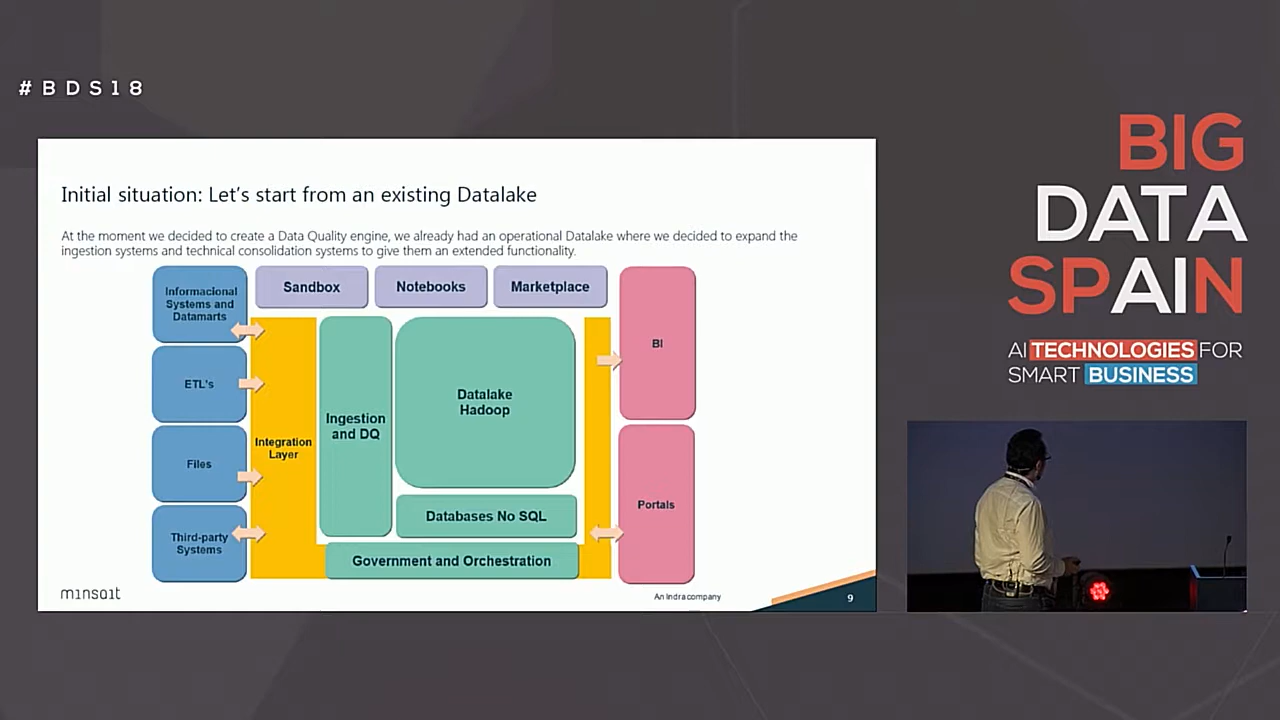 #BDS18
BIG
DATA
SPAIN
AI TECHNOLOGIES FOR
SMART BUSINESS
Initial situation: Let's start from an existing Datalake
At the moment we decided to create a Data Quality engine, we already had an operational Datalake where we decided to expand the
ingestion systems and technical consolidation systems to give them an extended functionality.
Informacional
Systems and
Datamarts
ETL's
Files
Third-party
Systems
Sandbox
Notebooks
Marketplace
Integration
Layer
Ingestion
and DQ
Datalake
Hadoop
Databases No SQL
Government and Orchestration
BI
Portals
minsait
An Indra company
9